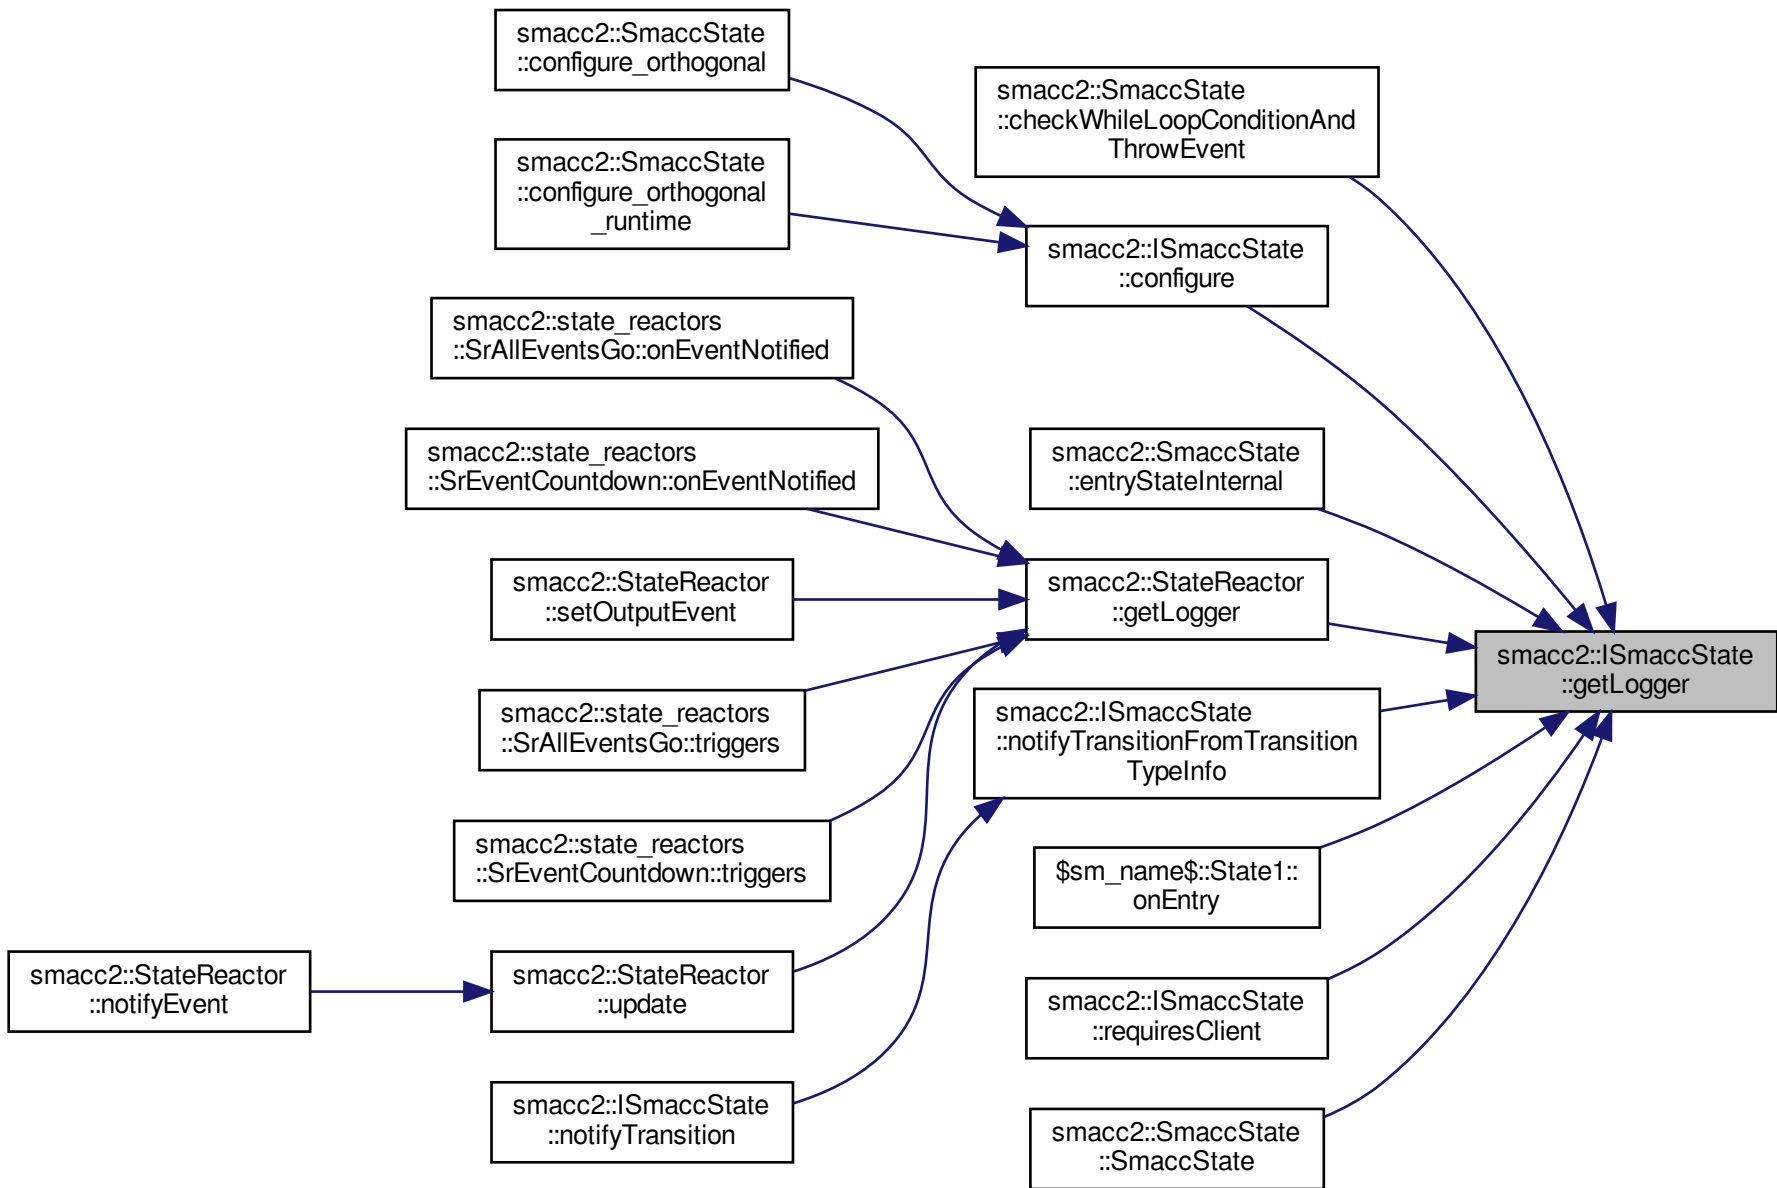 smacc2::SmaccState
::configure_orthogonal
smacc2::SmaccState
::checkWhileLoopConditionAnd
ThrowEvent
smacc2::SmaccState
::configure_orthogonal
_runtime
smacc2::ISmaccState
::configure
smacc2::state_reactors
::SrAllEventsGo::onEventNotified
smacc2::state_reactors
::SrEventCountdown::onEventNotified
smacc2::SmaccState
::entryStateInternal
smacc2::StateReactor
::setOutputEvent
smacc2::StateReactor
::getLogger
smacc2::ISmaccState
::getLogger
smacc2::state_reactors
::SrAllEventsGo::triggers
smacc2::ISmaccState
::notifyTransitionFromTransition
TypeInfo
smacc2::state_reactors
::SrEventCountdown::triggers
$sm_name$::State1::
onEntry
smacc2::StateReactor
::notifyEvent
smacc2::StateReactor
::update
smacc2::ISmaccState
::requiresClient
smacc2::ISmaccState
::notifyTransition
smacc2::SmaccState
::SmaccState